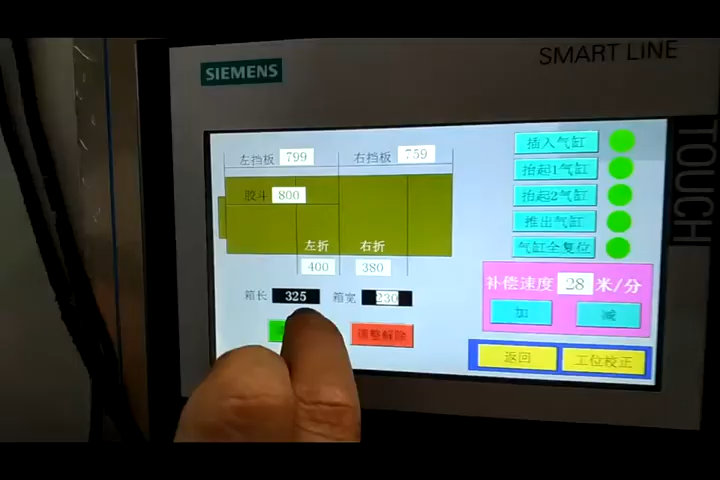 SIEMENS
SMART LINE
TOUCH
左挡板 799
右挡板 759
胶斗 800
左折
右折
400
380
箱长 325
箱宽 230
调整解除
插入气缸
抬起1气缸
抬起2气缸
推出气缸
气缸全复位
补偿速度 28 米/分
加
减
返回
工位校正